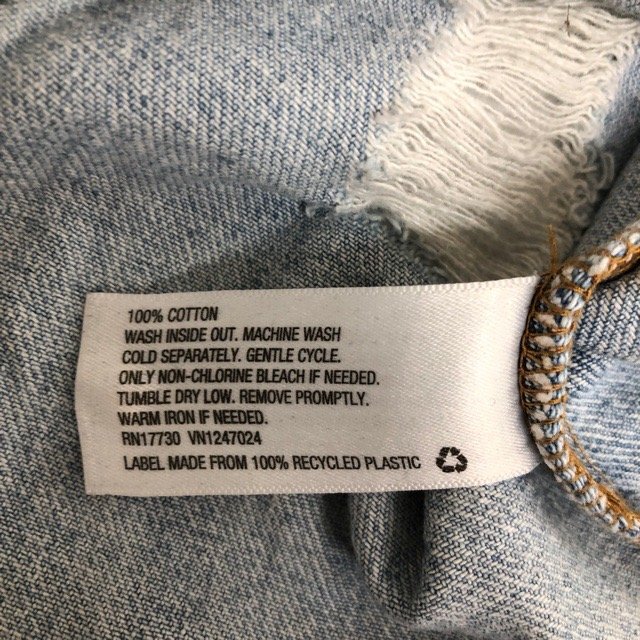 100% COTTON
WASH INSIDE OUT. MACHINE WASH
COLD SEPARATELY. GENTLE CYCLE.
ONLY NON-CHLORINE BLEACH IF NEEDED.
TUMBLE DRY LOW. REMOVE PROMPTLY.
WARM IRON IF NEEDED.
RN17730 VN1247024
LABEL MADE FROM 100% RECYCLED PLASTIC